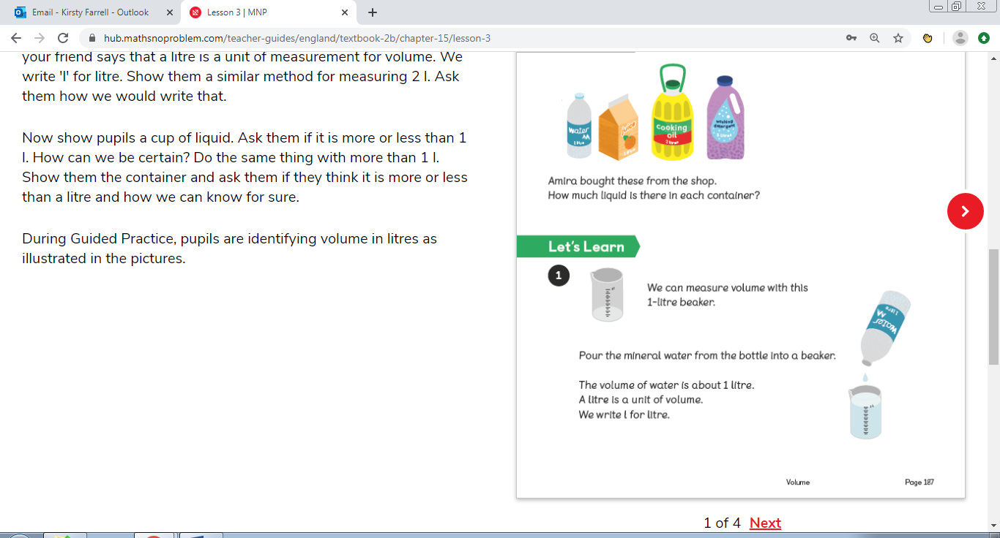 Email - Kirsty Farrell - Outlook
Lesson 3 | MNP
hub.mathsnoproblem.com/teacher-guides/england/textbook-2b/chapter-15/lesson-3
your friend says that a litre is a unit of measurement for volume. We
write 'l' for litre. Show them a similar method for measuring 2 l. Ask
them how we would write that.
Now show pupils a cup of liquid. Ask them if it is more or less than 1
l. How can we be certain? Do the same thing with more than 1 l.
Show them the container and ask them if they think it is more or less
than a litre and how we can know for sure.
During Guided Practice, pupils are identifying volume in litres as
illustrated in the pictures.
water
1 litre
juice
cooking
oil
washing
detergent
Amira bought these from the shop.
How much liquid is there in each container?
Let's Learn
1
We can measure volume with this
1-litre beaker.
water
1 litre
Pour the mineral water from the bottle into a beaker.
The volume of water is about 1 litre.
A litre is a unit of volume.
We write l for litre.
Volume
Page 187
1 of 4 Next